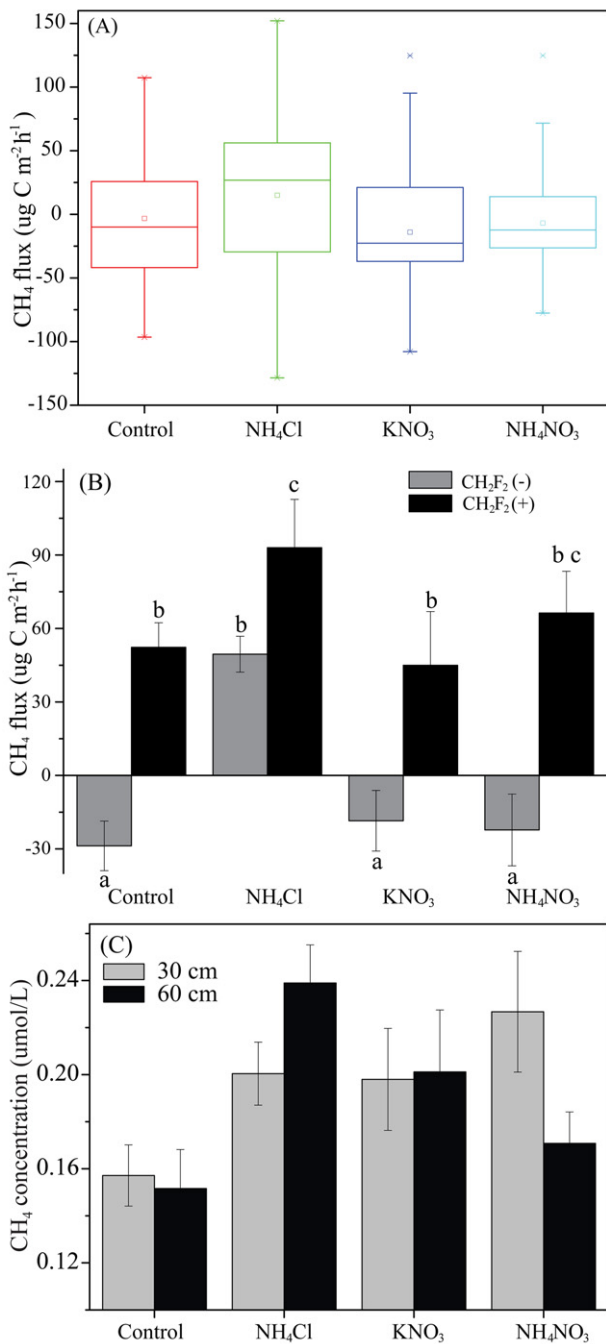 (A)
150
100
50
0
-50
-100
-150
CH₄ flux (ug C m⁻² h⁻¹)
Control NH₄Cl KNO₃ NH₄NO₃
(B)
CH₂F₂ (-)
CH₂F₂ (+)
120
90
60
30
0
-30
CH₄ flux (ug C m⁻² h⁻¹)
c
b b b b c
a a a
Control NH₄Cl KNO₃ NH₄NO₃
(C)
30 cm
60 cm
0.24
0.20
0.16
0.12
CH₄ concentration (umol/L)
Control NH₄Cl KNO₃ NH₄NO₃